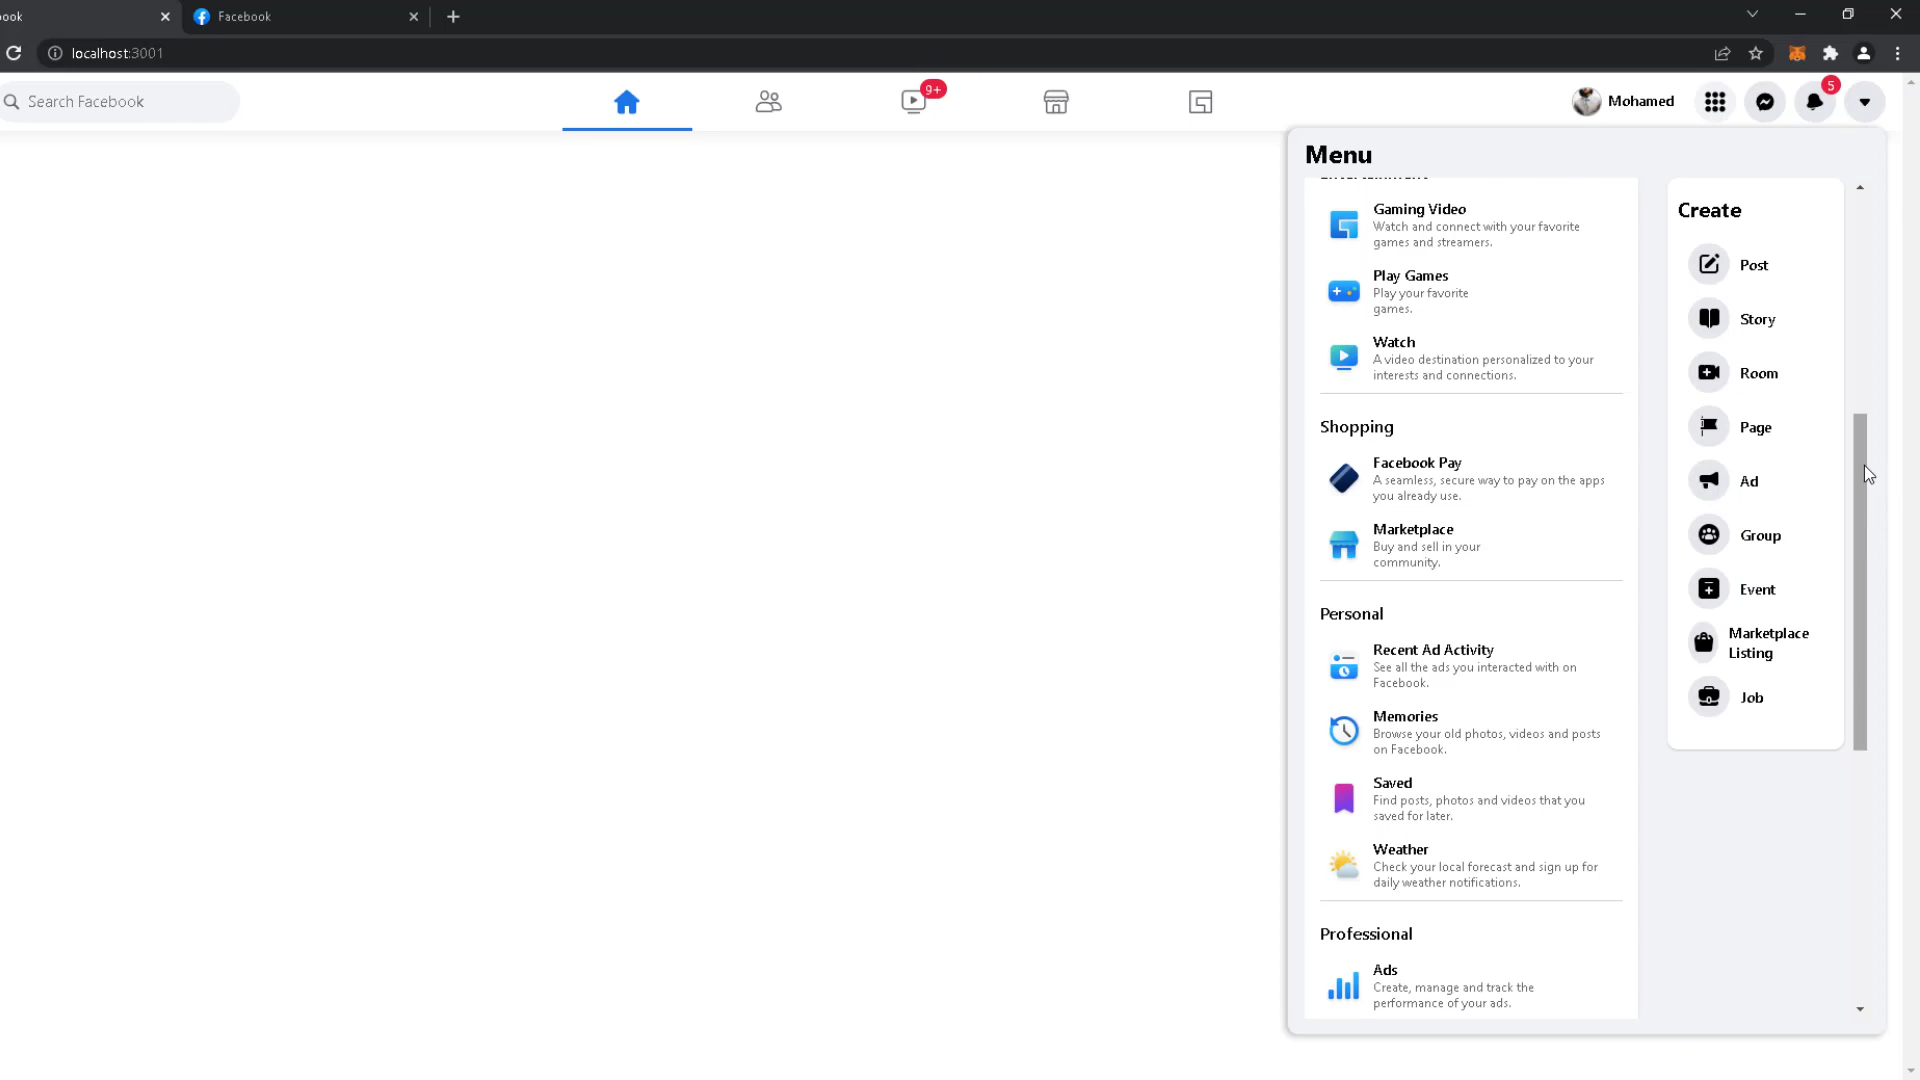 ook
Facebook
localhost:3001
Search Facebook
9+
Mohamed
5
Menu
Entertainment
Gaming Video
Watch and connect with your favorite
games and streamers.
Play Games
Play your favorite
games.
Watch
A video destination personalized to your
interests and connections.
Shopping
Facebook Pay
A seamless, secure way to pay on the apps
you already use.
Marketplace
Buy and sell in your
community.
Personal
Recent Ad Activity
See all the ads you interacted with on
Facebook.
Memories
Browse your old photos, videos and posts
on Facebook.
Saved
Find posts, photos and videos that you
saved for later.
Weather
Check your local forecast and sign up for
daily weather notifications.
Professional
Ads
Create, manage and track the
performance of your ads.
Create
Post
Story
Room
Page
Ad
Group
Event
Marketplace
Listing
Job